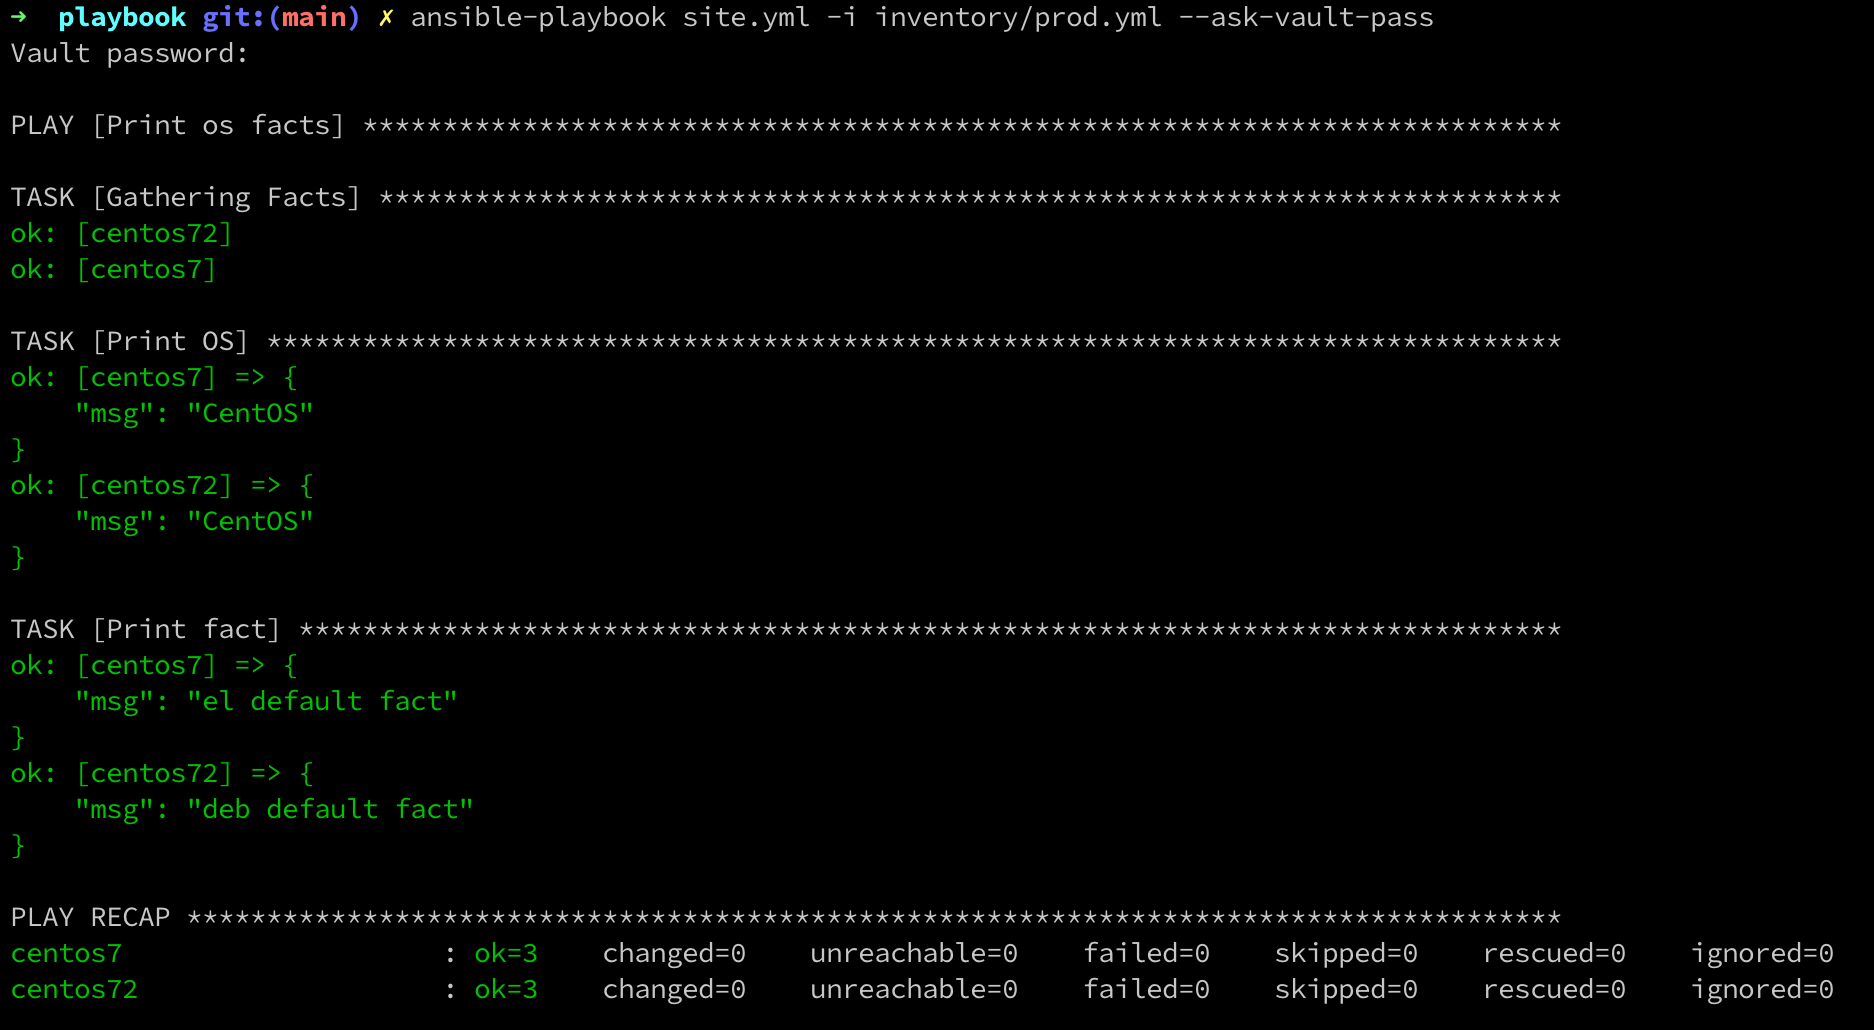 ➜  playbook git:(main) ✗ ansible-playbook site.yml -i inventory/prod.yml --ask-vault-pass
Vault password:

PLAY [Print os facts] ***************************************************************************

TASK [Gathering Facts] **************************************************************************
ok: [centos72]
ok: [centos7]

TASK [Print OS] *********************************************************************************
ok: [centos7] => {
    "msg": "CentOS"
}
ok: [centos72] => {
    "msg": "CentOS"
}

TASK [Print fact] *******************************************************************************
ok: [centos7] => {
    "msg": "el default fact"
}
ok: [centos72] => {
    "msg": "deb default fact"
}

PLAY RECAP **************************************************************************************
centos7                    : ok=3    changed=0    unreachable=0    failed=0    skipped=0    rescued=0    ignored=0
centos72                   : ok=3    changed=0    unreachable=0    failed=0    skipped=0    rescued=0    ignored=0